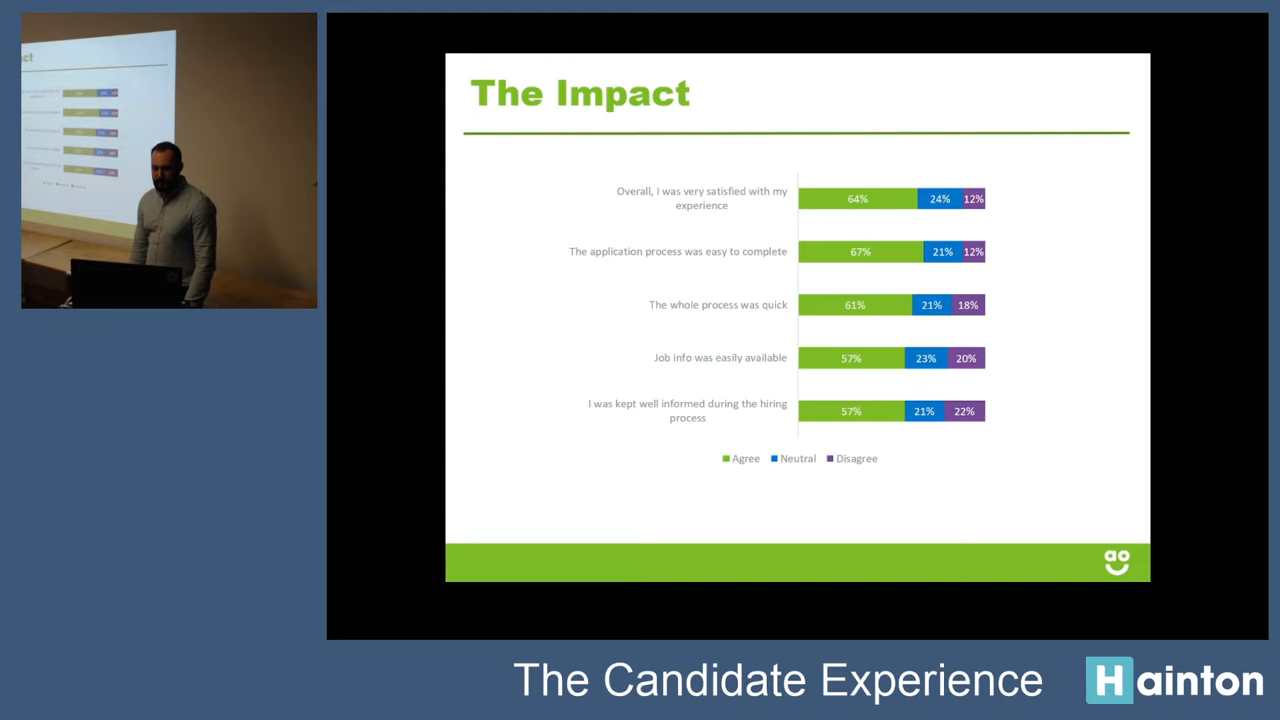 The Impact
Overall, I was very satisfied with my
experience
64% 24% 12%
The application process was easy to complete
67% 21% 12%
The whole process was quick
61% 21% 18%
Job info was easily available
57% 23% 20%
I was kept well informed during the hiring
process
57% 21% 22%
Agree Neutral Disagree
ao
The Candidate Experience
Hainton